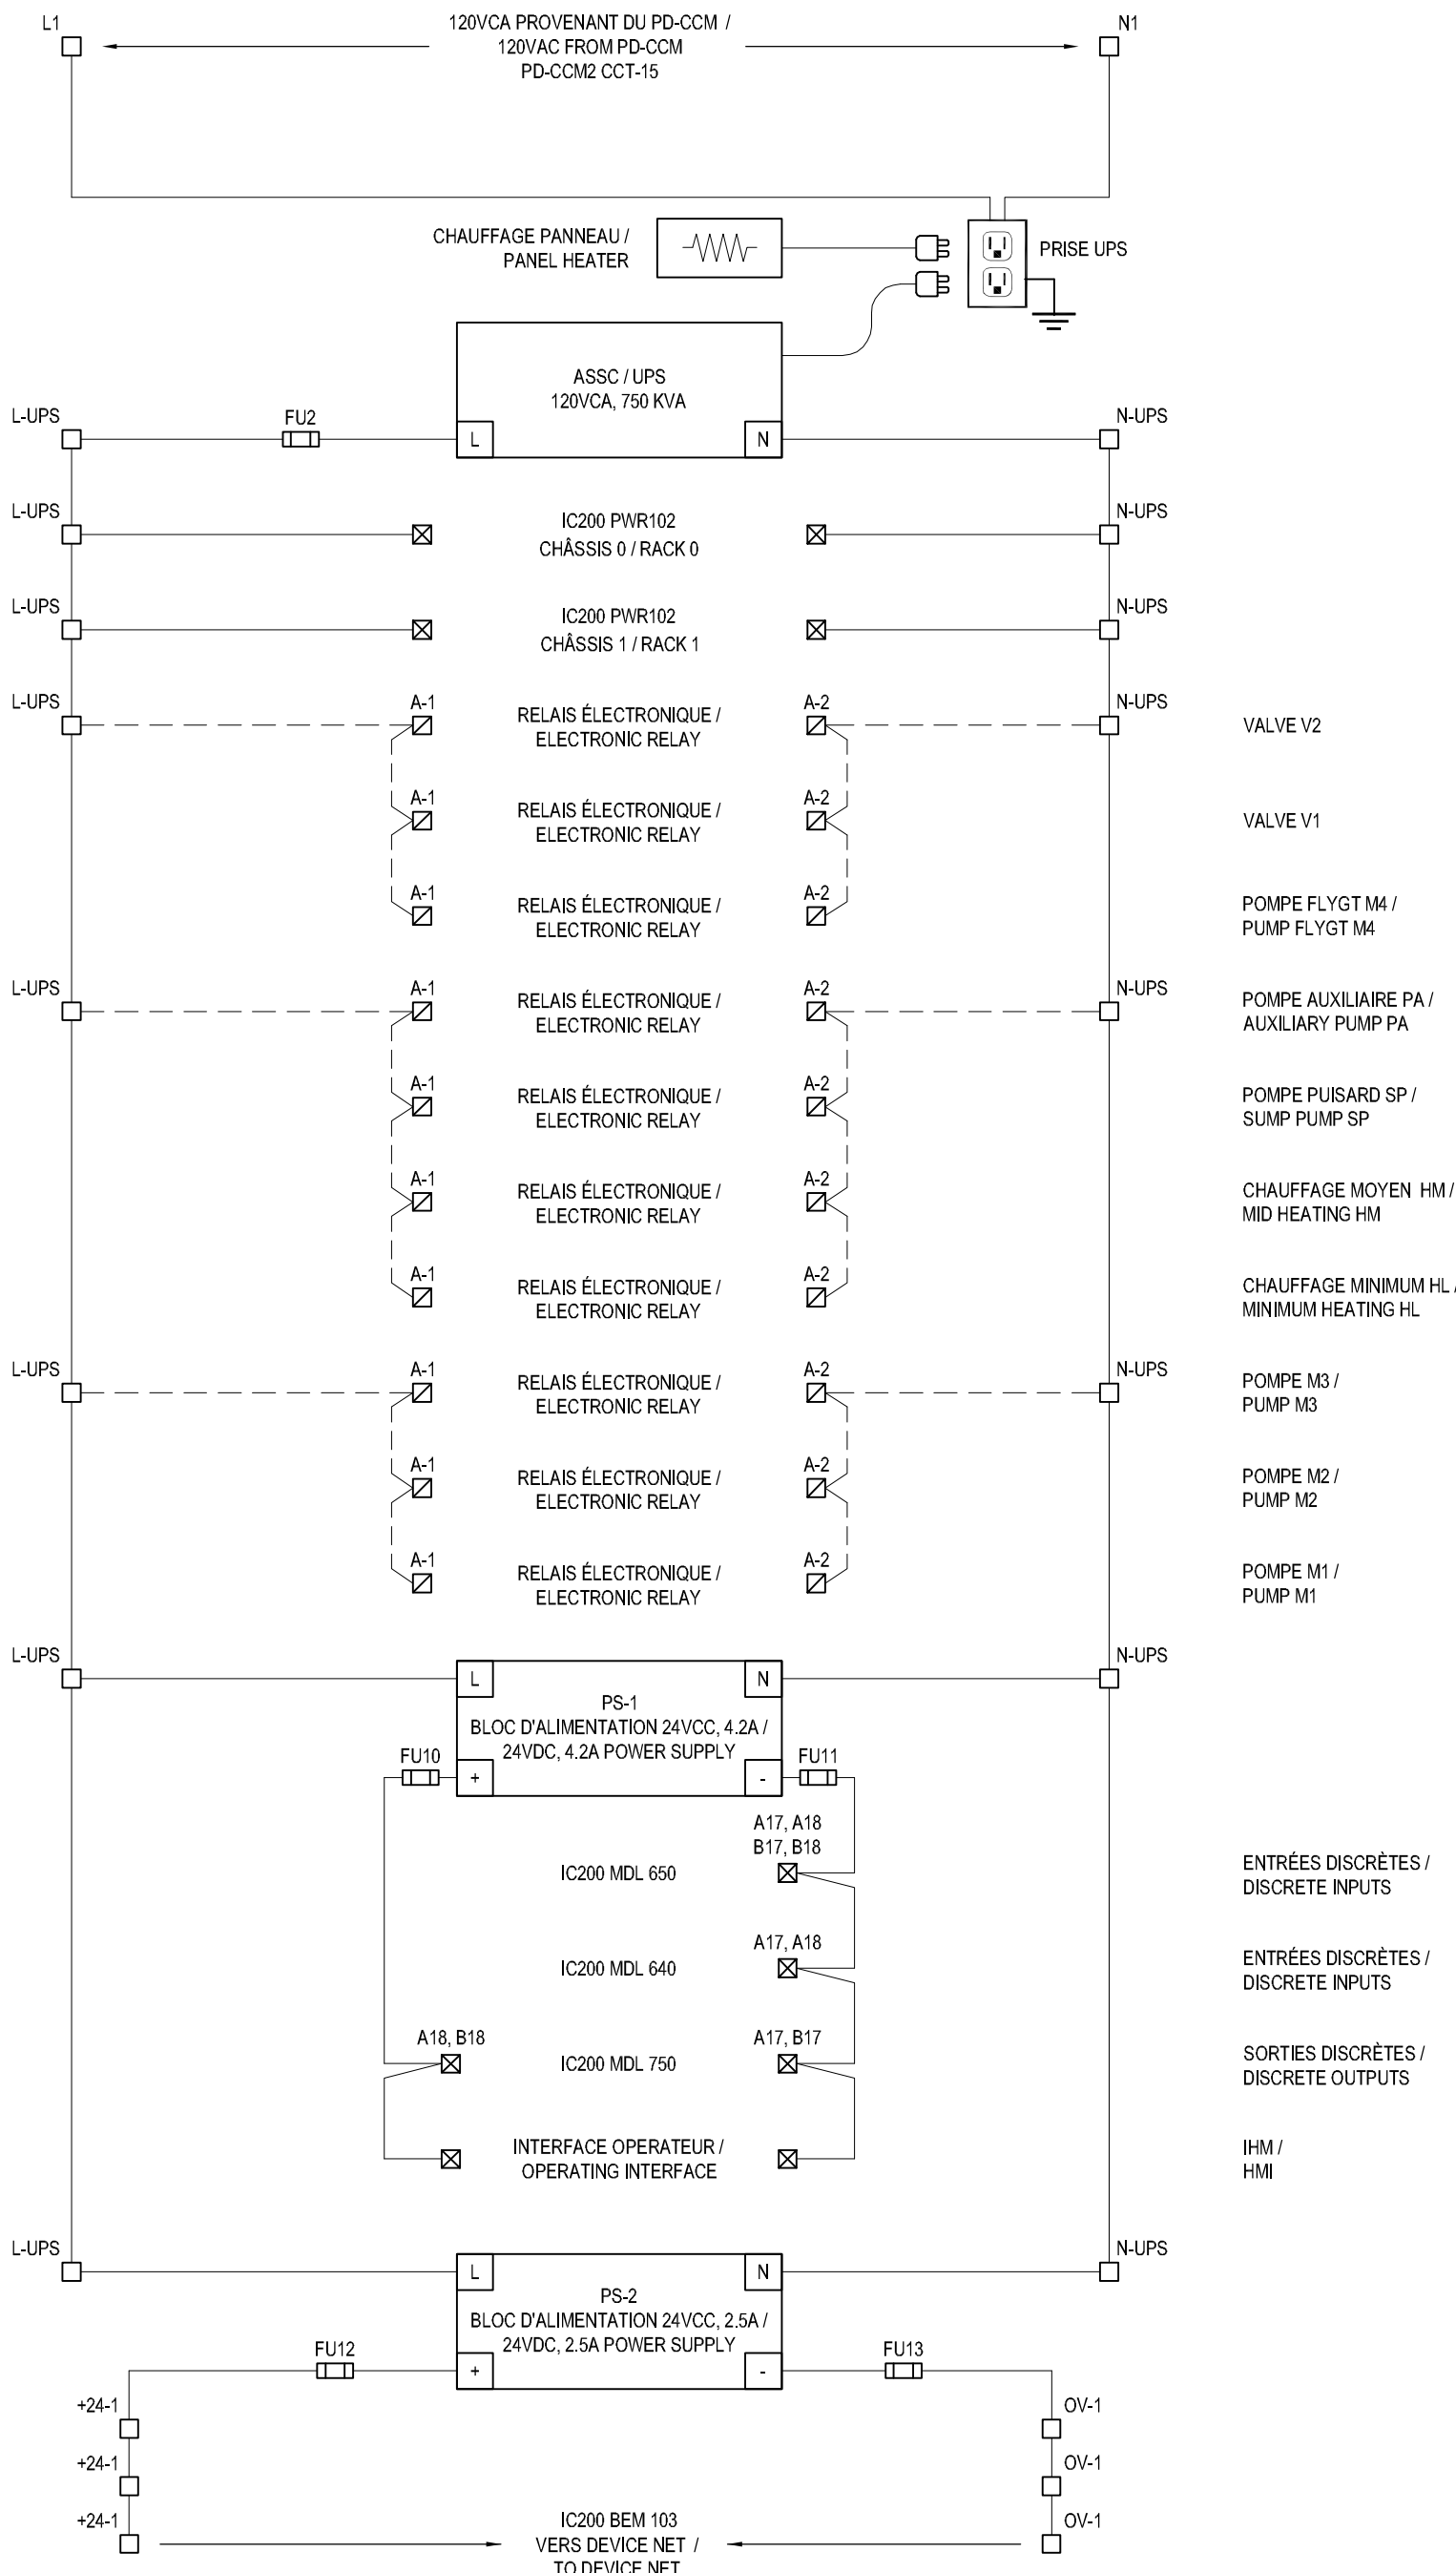 L1
120VCA PROVENANT DU PD-CCM /
120VAC FROM PD-CCM
PD-CCM2 CCT-15
N1
CHAUFFAGE PANNEAU /
PANEL HEATER
PRISE UPS
ASSC / UPS
120VCA, 750 KVA
L-UPS
FU2
L
N
N-UPS
L-UPS
IC200 PWR102
CHÂSSIS 0 / RACK 0
N-UPS
L-UPS
IC200 PWR102
CHÂSSIS 1 / RACK 1
N-UPS
L-UPS
A-1
RELAIS ÉLECTRONIQUE /
ELECTRONIC RELAY
A-2
N-UPS
VALVE V2
A-1
RELAIS ÉLECTRONIQUE /
ELECTRONIC RELAY
A-2
VALVE V1
A-1
RELAIS ÉLECTRONIQUE /
ELECTRONIC RELAY
A-2
POMPE FLYGT M4 /
PUMP FLYGT M4
L-UPS
A-1
RELAIS ÉLECTRONIQUE /
ELECTRONIC RELAY
A-2
N-UPS
POMPE AUXILIAIRE PA /
AUXILIARY PUMP PA
A-1
RELAIS ÉLECTRONIQUE /
ELECTRONIC RELAY
A-2
POMPE PUISARD SP /
SUMP PUMP SP
A-1
RELAIS ÉLECTRONIQUE /
ELECTRONIC RELAY
A-2
CHAUFFAGE MOYEN HM /
MID HEATING HM
A-1
RELAIS ÉLECTRONIQUE /
ELECTRONIC RELAY
A-2
CHAUFFAGE MINIMUM HL /
MINIMUM HEATING HL
L-UPS
A-1
RELAIS ÉLECTRONIQUE /
ELECTRONIC RELAY
A-2
N-UPS
POMPE M3 /
PUMP M3
A-1
RELAIS ÉLECTRONIQUE /
ELECTRONIC RELAY
A-2
POMPE M2 /
PUMP M2
A-1
RELAIS ÉLECTRONIQUE /
ELECTRONIC RELAY
A-2
POMPE M1 /
PUMP M1
L-UPS
L
N
N-UPS
PS-1
BLOC D'ALIMENTATION 24VCC, 4.2A /
24VDC, 4.2A POWER SUPPLY
FU10
+
-
FU11
A17, A18
B17, B18
IC200 MDL 650
ENTRÉES DISCRÈTES /
DISCRETE INPUTS
A17, A18
IC200 MDL 640
ENTRÉES DISCRÈTES /
DISCRETE INPUTS
A18, B18
IC200 MDL 750
A17, B17
SORTIES DISCRÈTES /
DISCRETE OUTPUTS
INTERFACE OPERATEUR /
OPERATING INTERFACE
IHM /
HMI
L-UPS
L
N
N-UPS
PS-2
BLOC D'ALIMENTATION 24VCC, 2.5A /
24VDC, 2.5A POWER SUPPLY
FU12
+
-
FU13
+24-1
OV-1
+24-1
OV-1
+24-1
OV-1
IC200 BEM 103
VERS DEVICE NET /
TO DEVICE NET